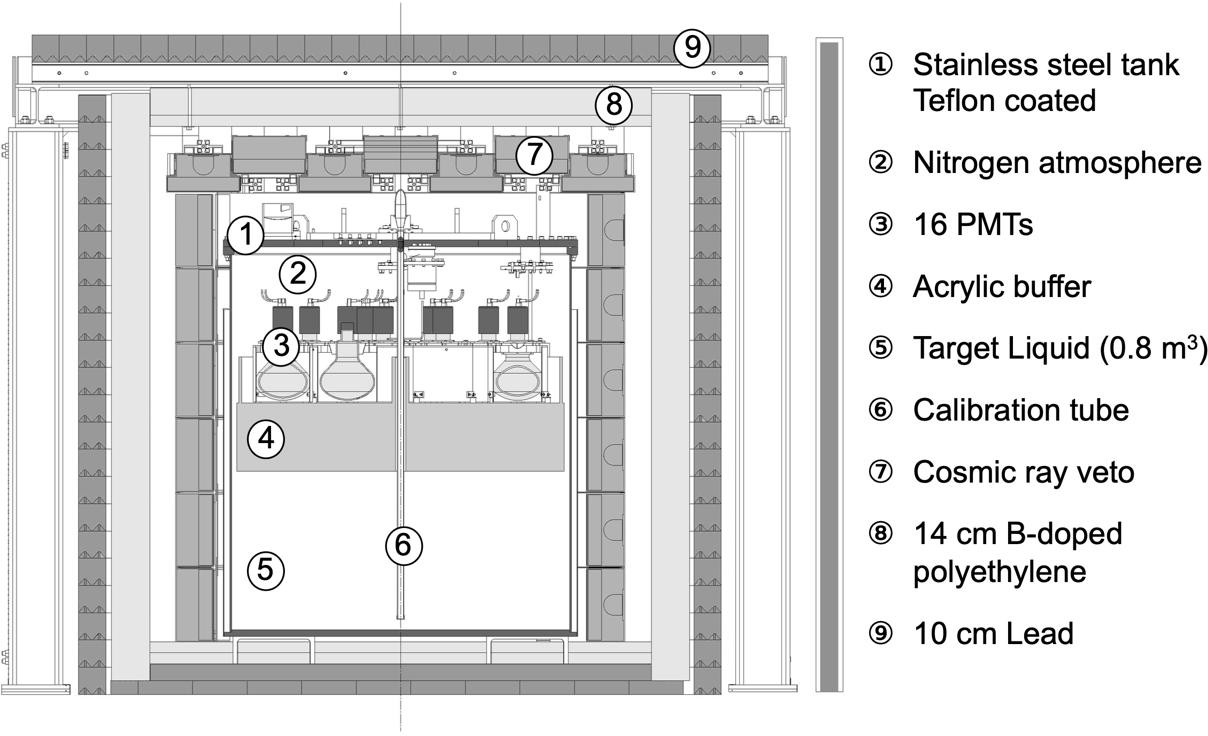 9
8
7
1
2
3
4
5
6
① Stainless steel tank
Teflon coated
② Nitrogen atmosphere
③ 16 PMTs
④ Acrylic buffer
⑤ Target Liquid (0.8 m³)
⑥ Calibration tube
⑦ Cosmic ray veto
⑧ 14 cm B-doped
polyethylene
⑨ 10 cm Lead